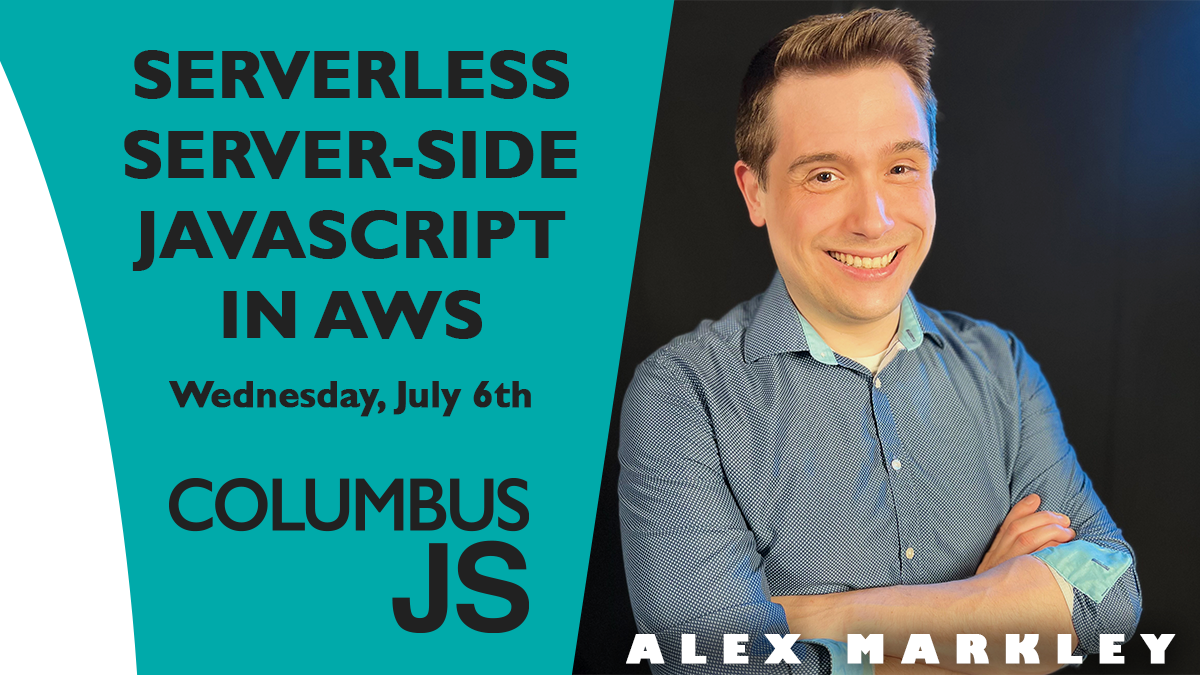 SERVERLESS
SERVER-SIDE
JAVASCRIPT
IN AWS
Wednesday, July 6th
COLUMBUS
JS
ALEX MARKLEY